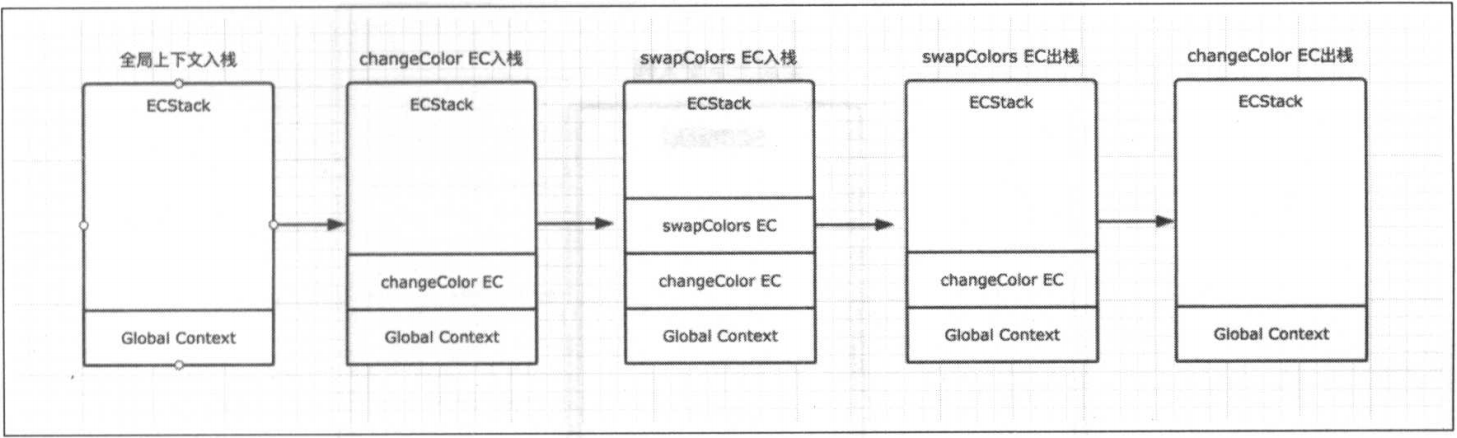 全局上下文入栈
changeColor EC入栈
swapColors EC入栈
swapColors EC出栈
changeColor EC出栈
ECStack
ECStack
ECStack
ECStack
ECStack
swapColors EC
changeColor EC
changeColor EC
changeColor EC
Global Context
Global Context
Global Context
Global Context
Global Context